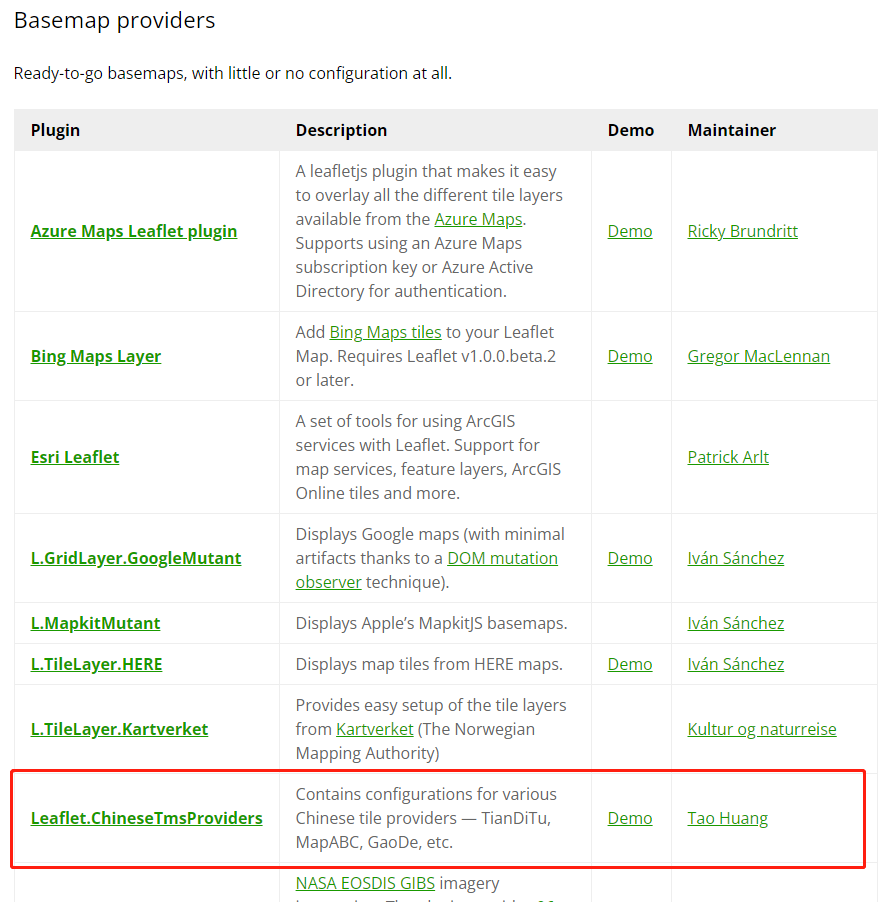 Basemap providers
Ready-to-go basemaps, with little or no configuration at all.
Plugin Description Demo Maintainer
A leafletjs plugin that makes it easy
to overlay all the different tile layers
available from the Azure Maps.
Azure Maps Leaflet plugin Demo Ricky Brundritt
Supports using an Azure Maps
subscription key or Azure Active
Directory for authentication.
Add Bing Maps tiles to your Leaflet
Bing Maps Layer Map. Requires Leaflet v1.0.0.beta.2 Demo Gregor MacLennan
or later.
A set of tools for using ArcGIS
services with Leaflet. Support for
Esri Leaflet Patrick Arlt
map services, feature layers, ArcGIS
Online tiles and more.
Displays Google maps (with minimal
L.GridLayer.GoogleMutant artifacts thanks to a DOM mutation Demo Iván Sánchez
observer technique).
L.MapkitMutant Displays Apple’s MapkitJS basemaps. Iván Sánchez
L.TileLayer.HERE Displays map tiles from HERE maps. Demo Iván Sánchez
Provides easy setup of the tile layers
L.TileLayer.Kartverket from Kartverket (The Norwegian Kultur og naturreise
Mapping Authority)
Contains configurations for various
Leaflet.ChineseTmsProviders Chinese tile providers — TianDiTu, Demo Tao Huang
MapABC, GaoDe, etc.
NASA EOSDIS GIBS imagery